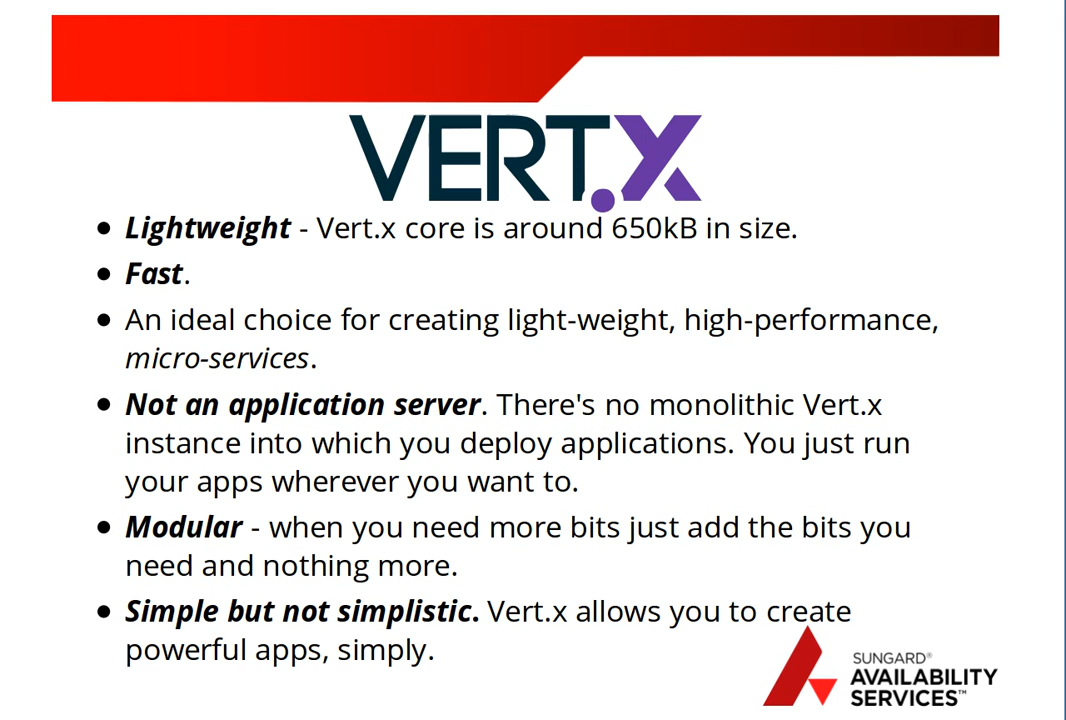 VERT.X
● Lightweight - Vert.x core is around 650kB in size.
● Fast.
● An ideal choice for creating light-weight, high-performance,
micro-services.
● Not an application server. There's no monolithic Vert.x
instance into which you deploy applications. You just run
your apps wherever you want to.
● Modular - when you need more bits just add the bits you
need and nothing more.
● Simple but not simplistic. Vert.x allows you to create
powerful apps, simply.
SUNGARD®
AVAILABILITY
SERVICES™